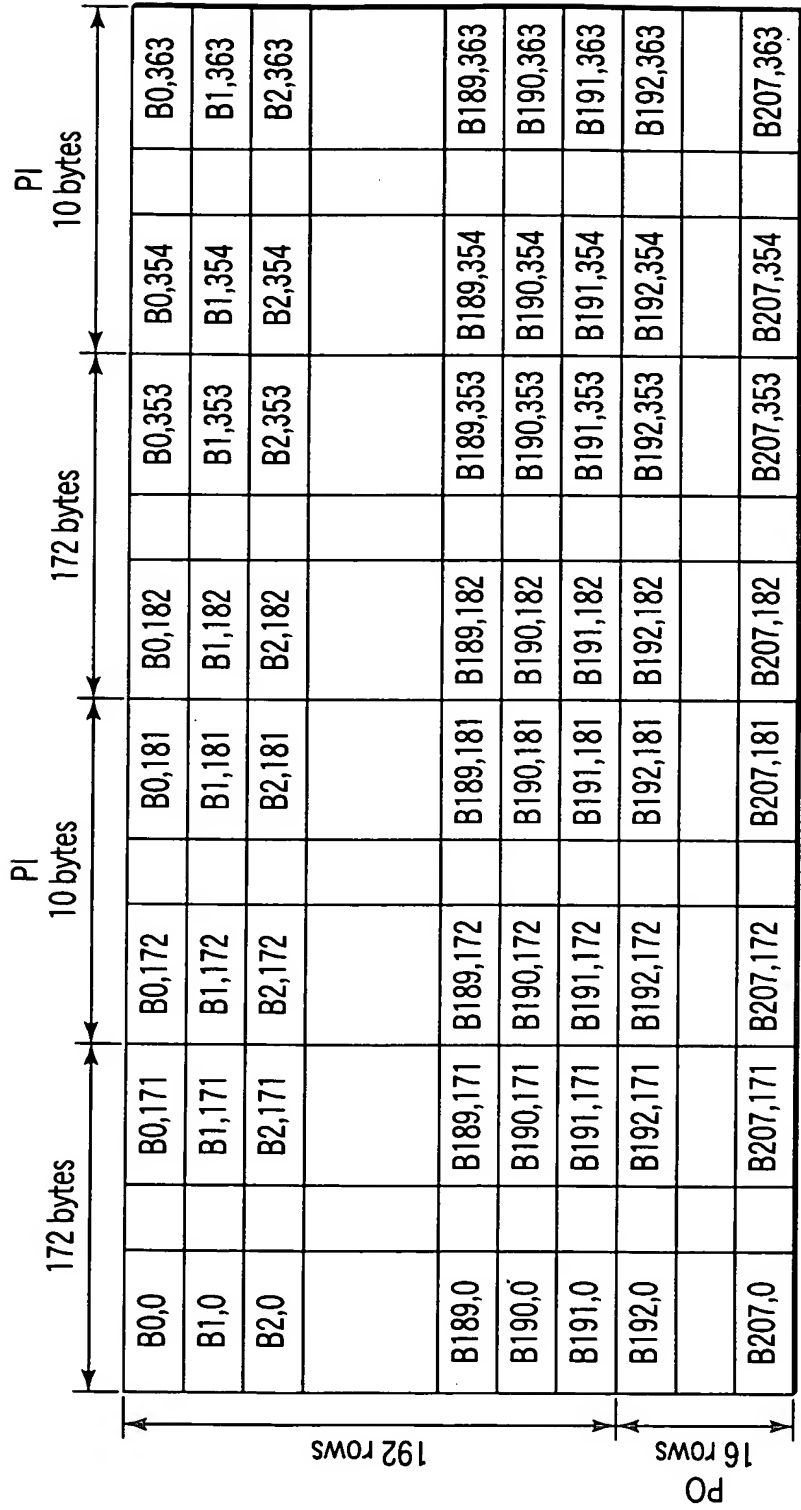 PI PI
172 bytes 10 bytes 172 bytes 10 bytes
B0,0 B0,171 B0,172 B0,181 B0,182 B0,353 B0,354 B0,363
B1,0 B1,171 B1,172 B1,181 B1,182 B1,353 B1,354 B1,363
B2,0 B2,171 B2,172 B2,181 B2,182 B2,353 B2,354 B2,363
192 rows
B189,0 B189,171 B189,172 B189,181 B189,182 B189,353 B189,354 B189,363
B190,0 B190,171 B190,172 B190,181 B190,182 B190,353 B190,354 B190,363
B191,0 B191,171 B191,172 B191,181 B191,182 B191,353 B191,354 B191,363
B192,0 B192,171 B192,172 B192,181 B192,182 B192,353 B192,354 B192,363
PO
16 rows
B207,0 B207,171 B207,172 B207,181 B207,182 B207,353 B207,354 B207,363